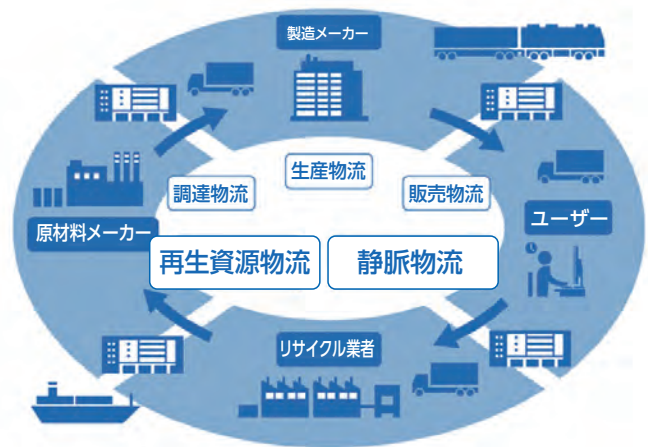 製造メーカー
生産物流
調達物流
販売物流
原材料メーカー
ユーザー
再生資源物流
静脈物流
リサイクル業者